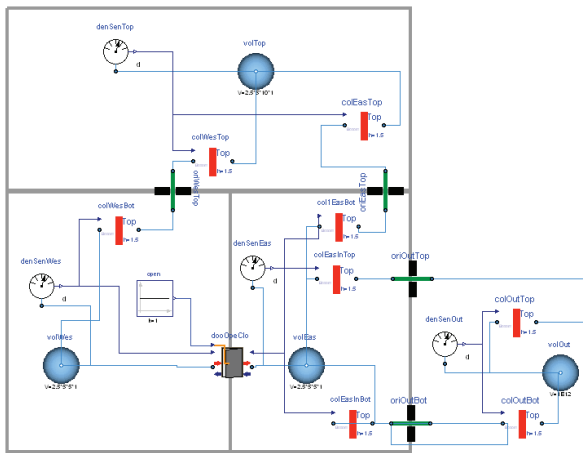 denSenTop
d
volTop
V=2.5*5*10*1
colEasTop
Top
h=1.5
colWesTop
Top
h=1.5
oriWesTop
oriEasTop
colWesBot
Top
h=1.5
col1EasBot
Top
h=1.5
denSenWes
d
open
denSenEas
d
colEasInTop
Top
h=1.5
oriOutTop
dooOpeClo
volWes
V=2.5*5*5*1
volEas
V=2.5*5*5*1
denSenOut
d
colOutTop
Top
h=1.5
volOut
V=1E12
colEasInBot
Top
h=1.5
oriOutBot
colOutBot
Top
h=1.5